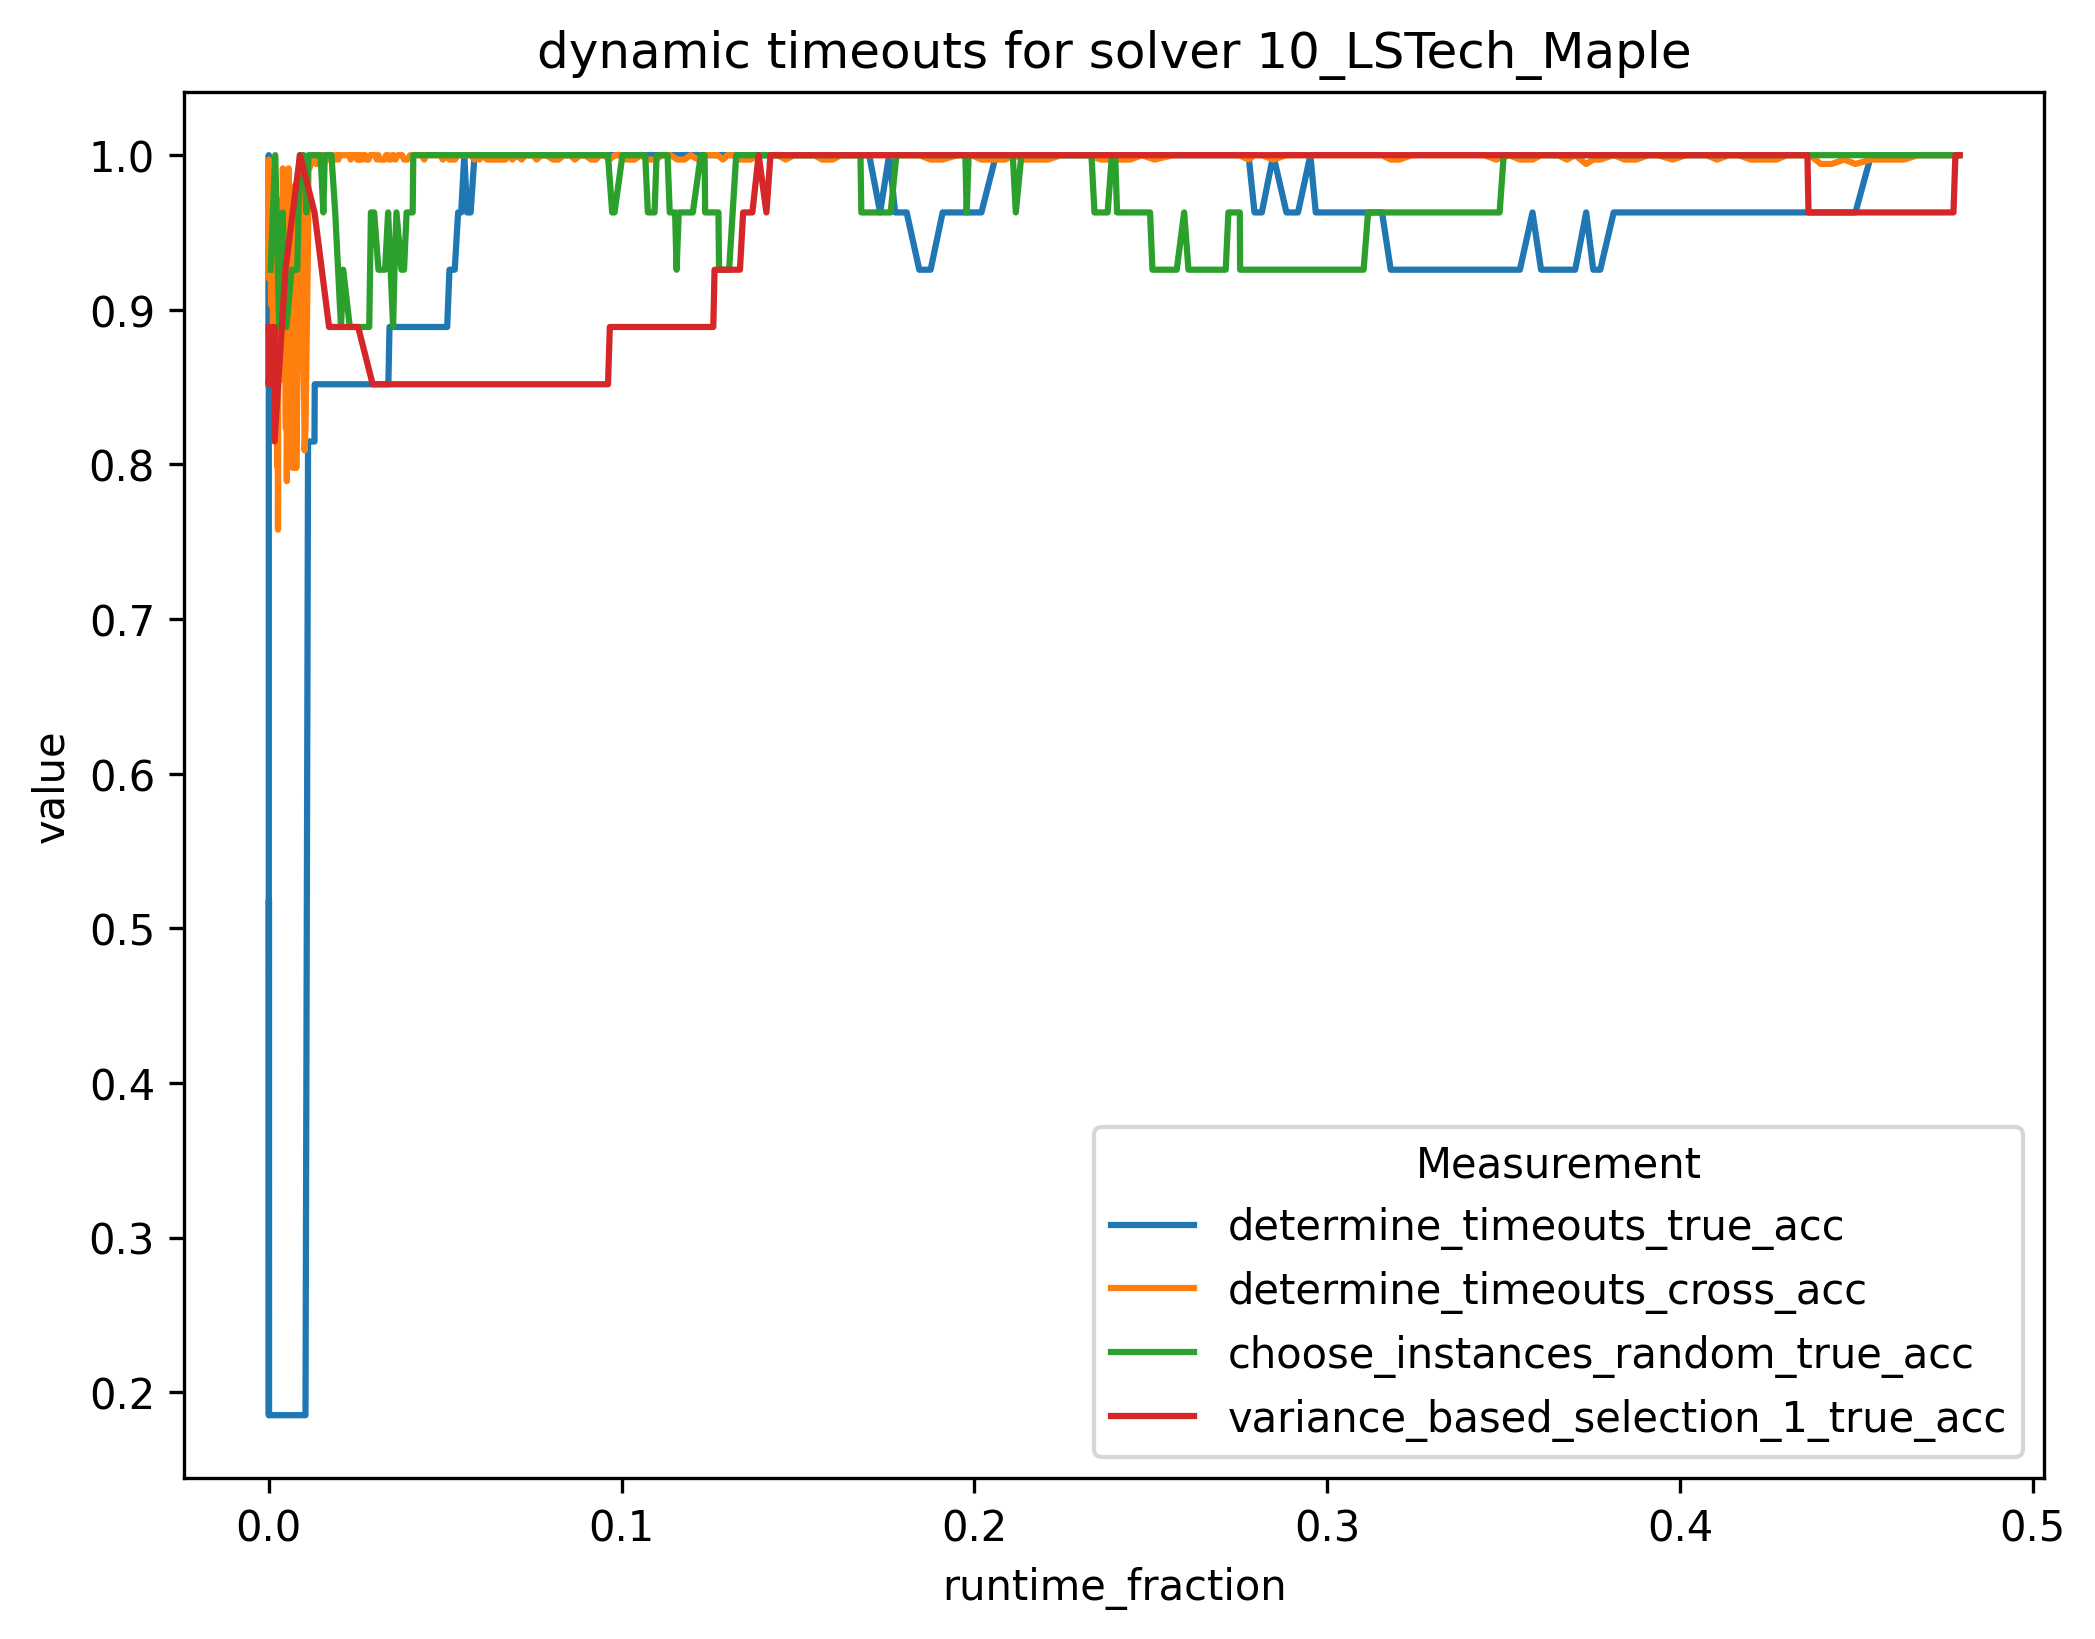 dynamic timeouts for solver 10_LSTech_Maple
1.0
0.9
0.8
0.7
0.6
0.5
0.4
0.3
0.2
value
Measurement
determine_timeouts_true_acc
determine_timeouts_cross_acc
choose_instances_random_true_acc
variance_based_selection_1_true_acc
0.0 0.1 0.2 0.3 0.4 0.5
runtime_fraction